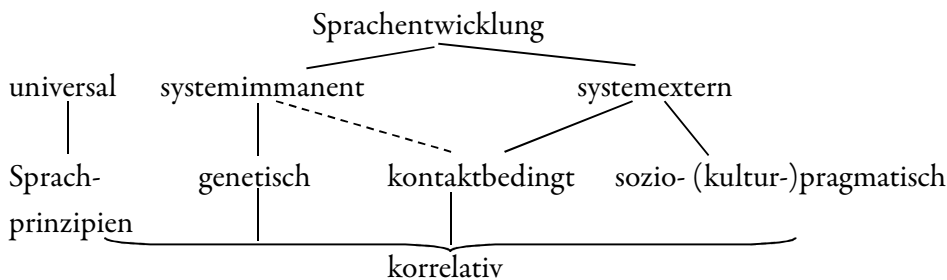 Sprachentwicklung
universal systemimmanent systemextern
Sprach- genetisch kontaktbedingt sozio- (kultur-)pragmatisch
prinzipien
korrelativ